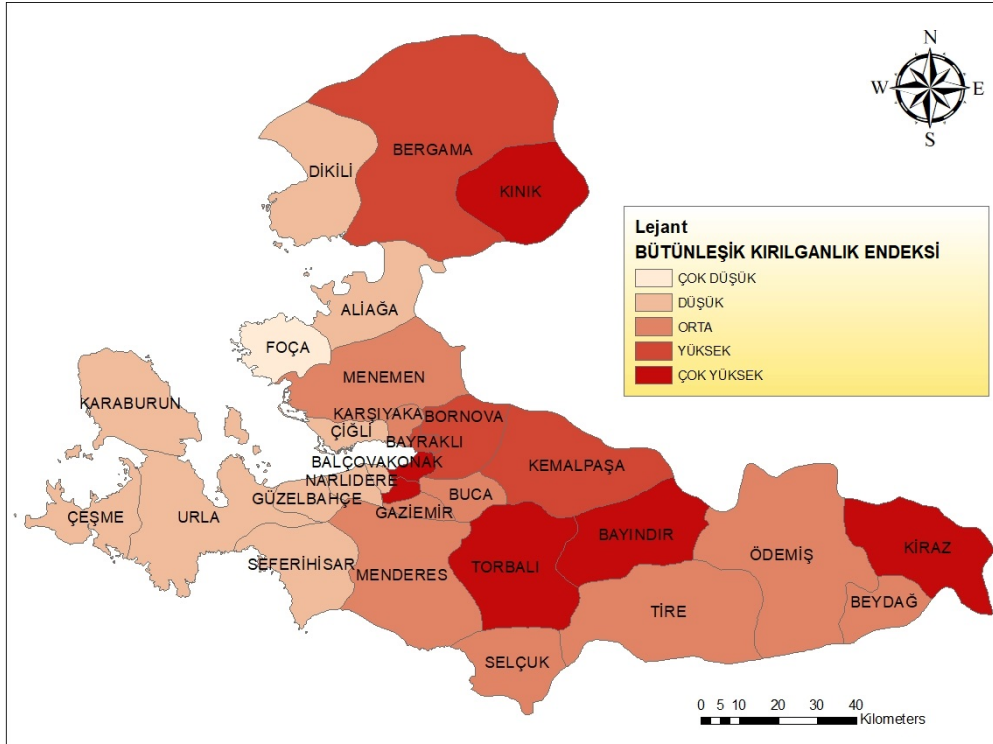 N
W E
S
BERGAMA
DİKİLİ
KINIK
Lejant
BÜTÜNLEŞİK KIRILGANLIK ENDEKSİ
ÇOK DÜŞÜK
DÜŞÜK
ORTA
YÜKSEK
ÇOK YÜKSEK
ALİAĞA
FOÇA
MENEMEN
KARABURUN
KARŞIYAKA
BORNOVA
ÇİĞLİ
BAYRAKLI
BALÇOVA
KONAK
KEMALPAŞA
NARLIDERE
BUCA
GÜZELBAHÇE
GAZİEMİR
ÇEŞME
URLA
BAYINDIR
ÖDEMİŞ
KİRAZ
SEFERİHİSAR
MENDERES
TORBALI
BEYDAĞ
TİRE
SELÇUK
0 5 10 20 30 40
Kilometers